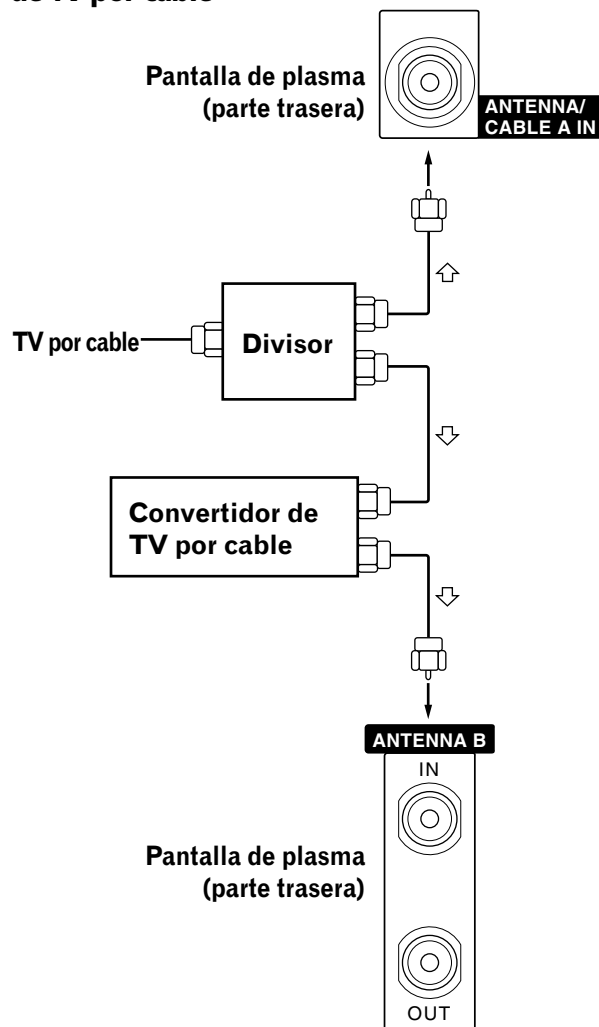 de TV por cable
Pantalla de plasma
(parte trasera)
ANTENNA/
CABLE A IN
TV por cable
Divisor
Convertidor de
TV por cable
ANTENNA B
IN
Pantalla de plasma
(parte trasera)
OUT